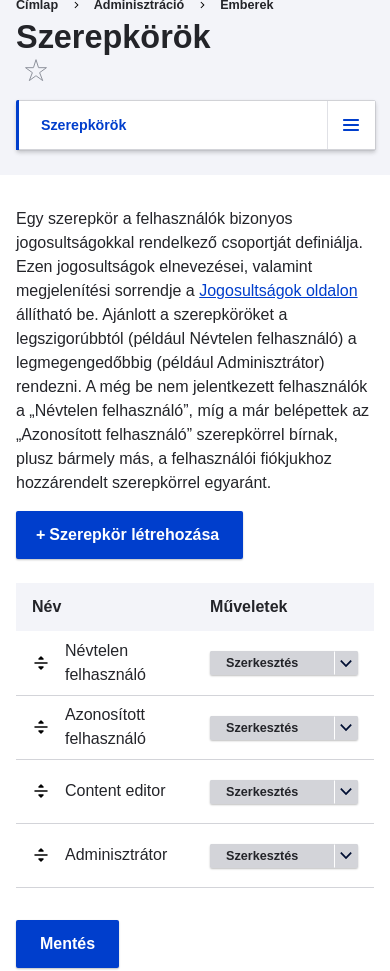 Címlap › Adminisztráció › Emberek
Szerepkörök
Szerepkörök
Egy szerepkör a felhasználók bizonyos
jogosultságokkal rendelkező csoportját definiálja.
Ezen jogosultságok elnevezései, valamint
megjelenítési sorrendje a Jogosultságok oldalon
állítható be. Ajánlott a szerepköröket a
legszigorúbbtól (például Névtelen felhasználó) a
legmegengedőbbig (például Adminisztrátor)
rendezni. A még be nem jelentkezett felhasználók
a „Névtelen felhasználó”, míg a már belépettek az
„Azonosított felhasználó” szerepkörrel bírnak,
plusz bármely más, a felhasználói fiókjukhoz
hozzárendelt szerepkörrel egyaránt.
+ Szerepkör létrehozása
Név Műveletek
Névtelen
felhasználó
Szerkesztés
Azonosított
felhasználó
Szerkesztés
Content editor Szerkesztés
Adminisztrátor Szerkesztés
Mentés